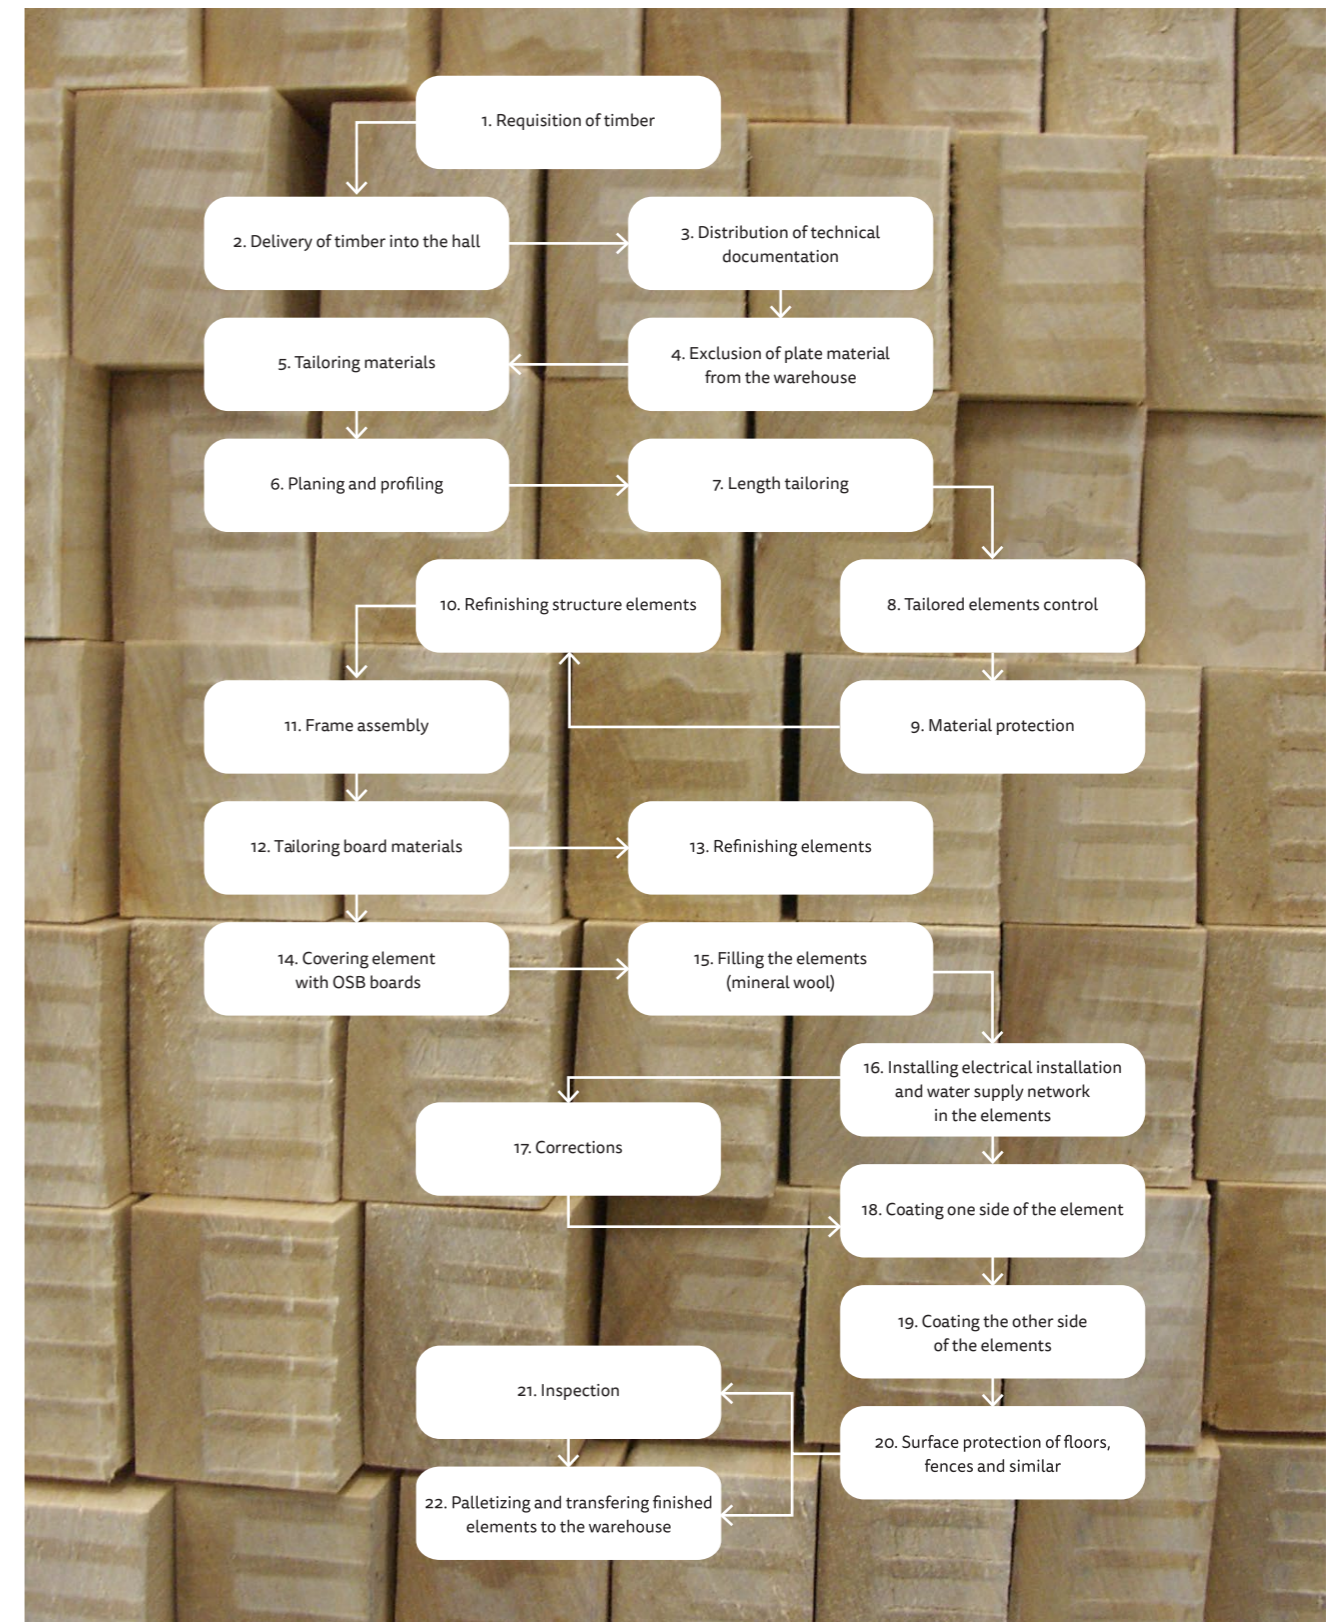 1. Requisition of timber
2. Delivery of timber into the hall
3. Distribution of technical
documentation
4. Exclusion of plate material
from the warehouse
5. Tailoring materials
6. Planing and profiling
7. Length tailoring
8. Tailored elements control
9. Material protection
10. Refinishing structure elements
11. Frame assembly
12. Tailoring board materials
13. Refinishing elements
14. Covering element
with OSB boards
15. Filling the elements
(mineral wool)
16. Installing electrical installation
and water supply network
in the elements
17. Corrections
18. Coating one side of the element
19. Coating the other side
of the elements
20. Surface protection of floors,
fences and similar
21. Inspection
22. Palletizing and transfering finished
elements to the warehouse